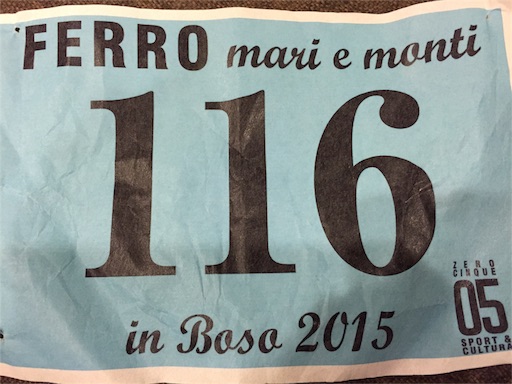 FERRO mari e monti
116
in Boso 2015
ZERO
CINQUE
05
SPORT &
CULTURA